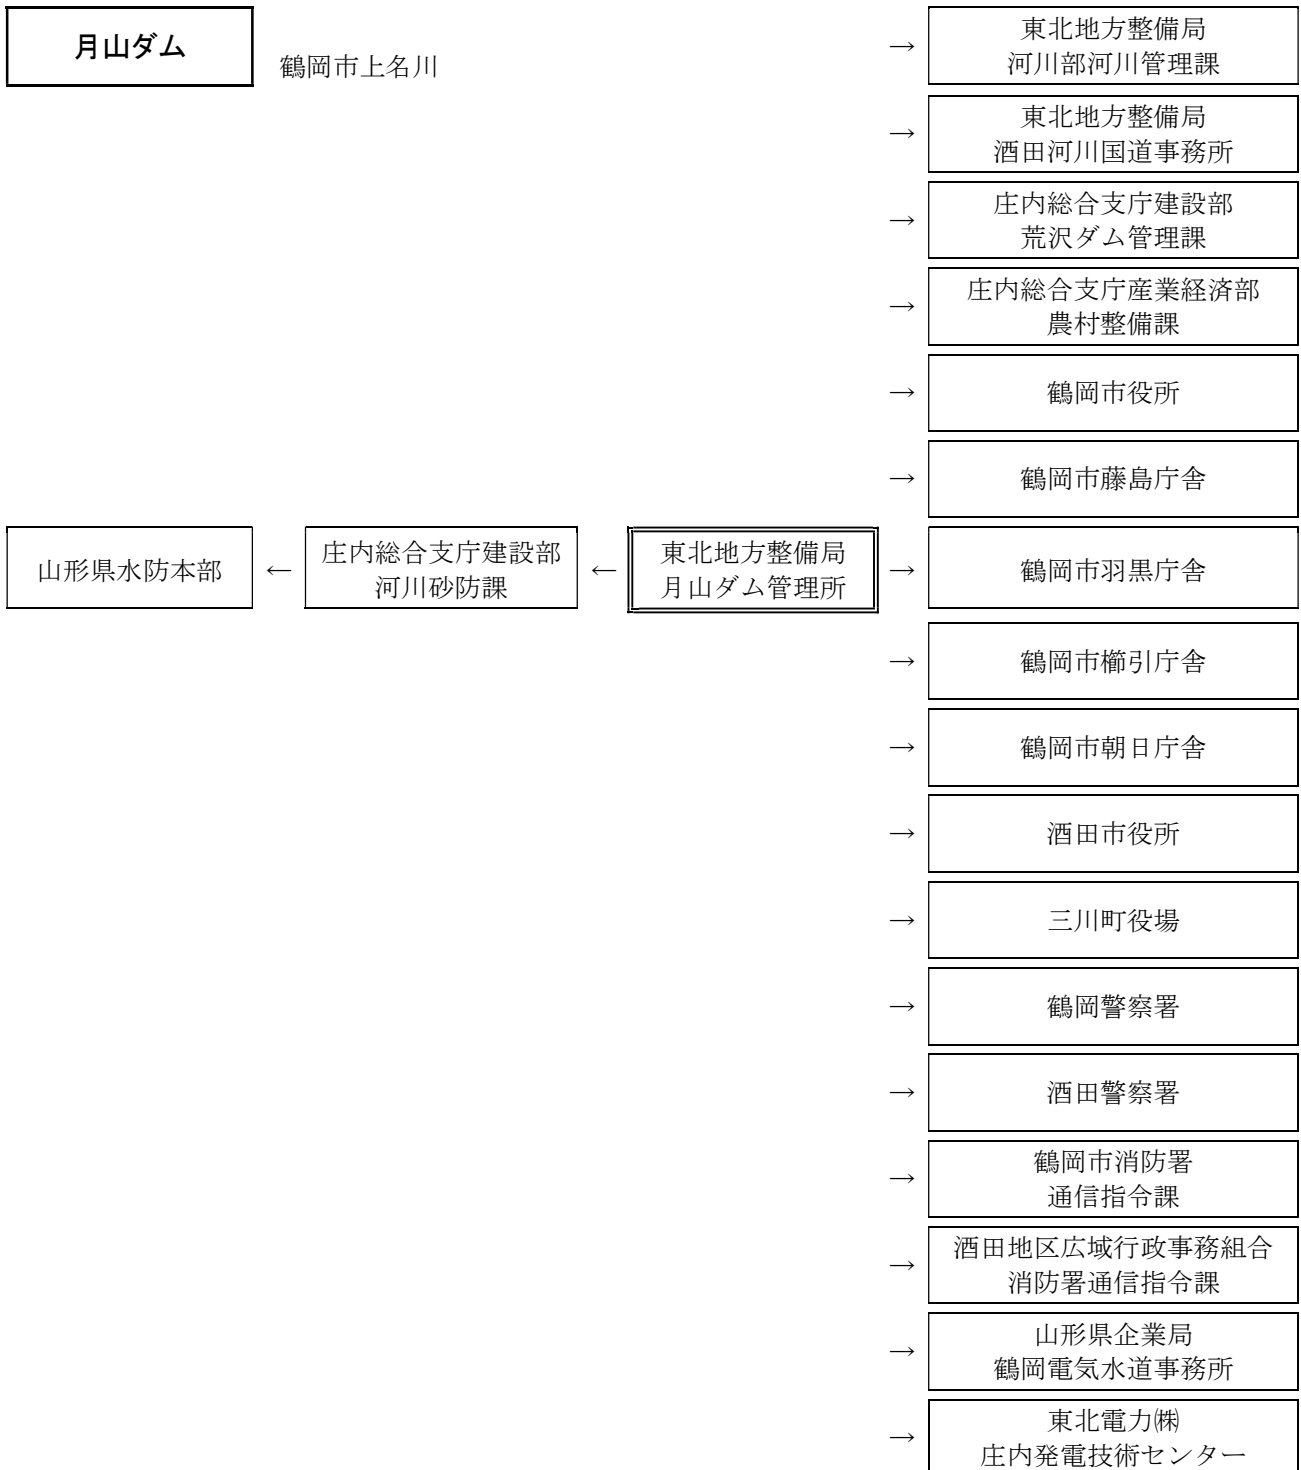 月山ダム
鶴岡市上名川
→ 東北地方整備局
河川部河川管理課
→ 東北地方整備局
酒田河川国道事務所
→ 庄内総合支庁建設部
荒沢ダム管理課
→ 庄内総合支庁産業経済部
農村整備課
→ 鶴岡市役所
→ 鶴岡市藤島庁舎
山形県水防本部
← 庄内総合支庁建設部
河川砂防課
← 東北地方整備局
月山ダム管理所
→ 鶴岡市羽黒庁舎
→ 鶴岡市櫛引庁舎
→ 鶴岡市朝日庁舎
→ 酒田市役所
→ 三川町役場
→ 鶴岡警察署
→ 酒田警察署
→ 鶴岡市消防署
通信指令課
→ 酒田地区広域行政事務組合
消防署通信指令課
→ 山形県企業局
鶴岡電気水道事務所
→ 東北電力㈱
庄内発電技術センター